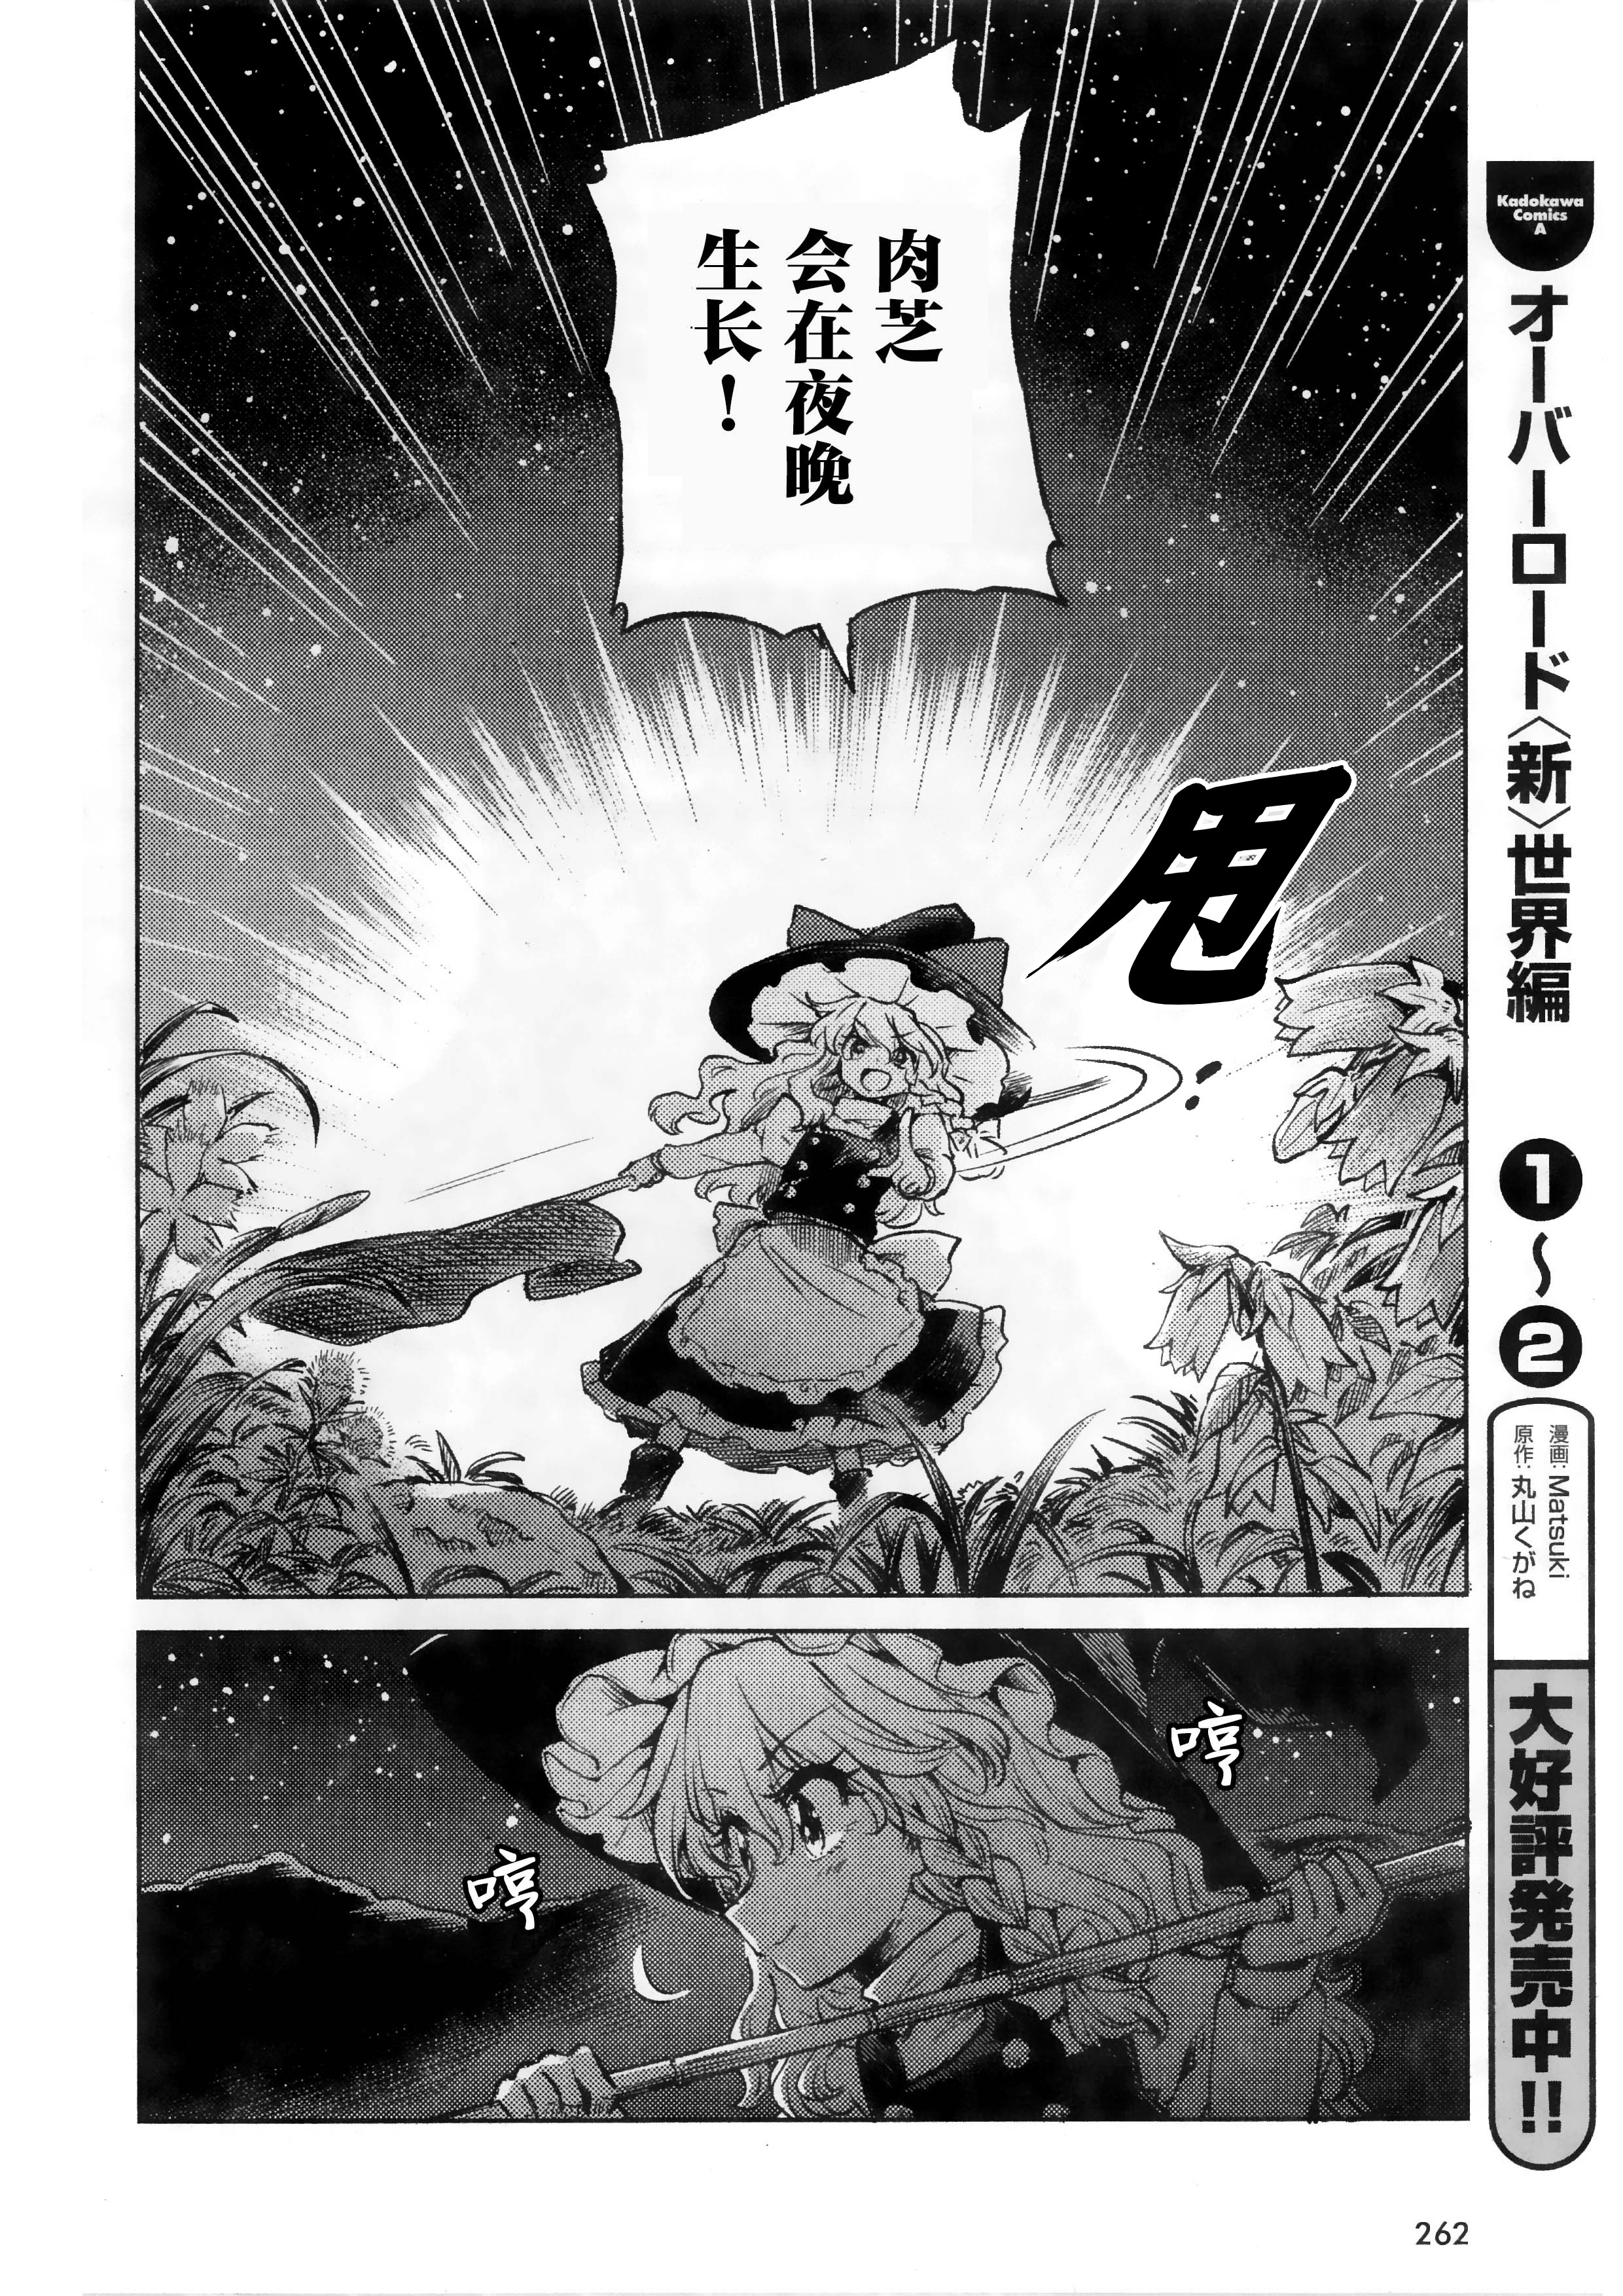 肉芝
会在夜晚
生长！
甩
哼
哼
Kadokawa
Comics
A
オーバーロード〈新〉世界編
1～2
漫画：Matsuki
原作：丸山くがね
大好評発売中!!
262